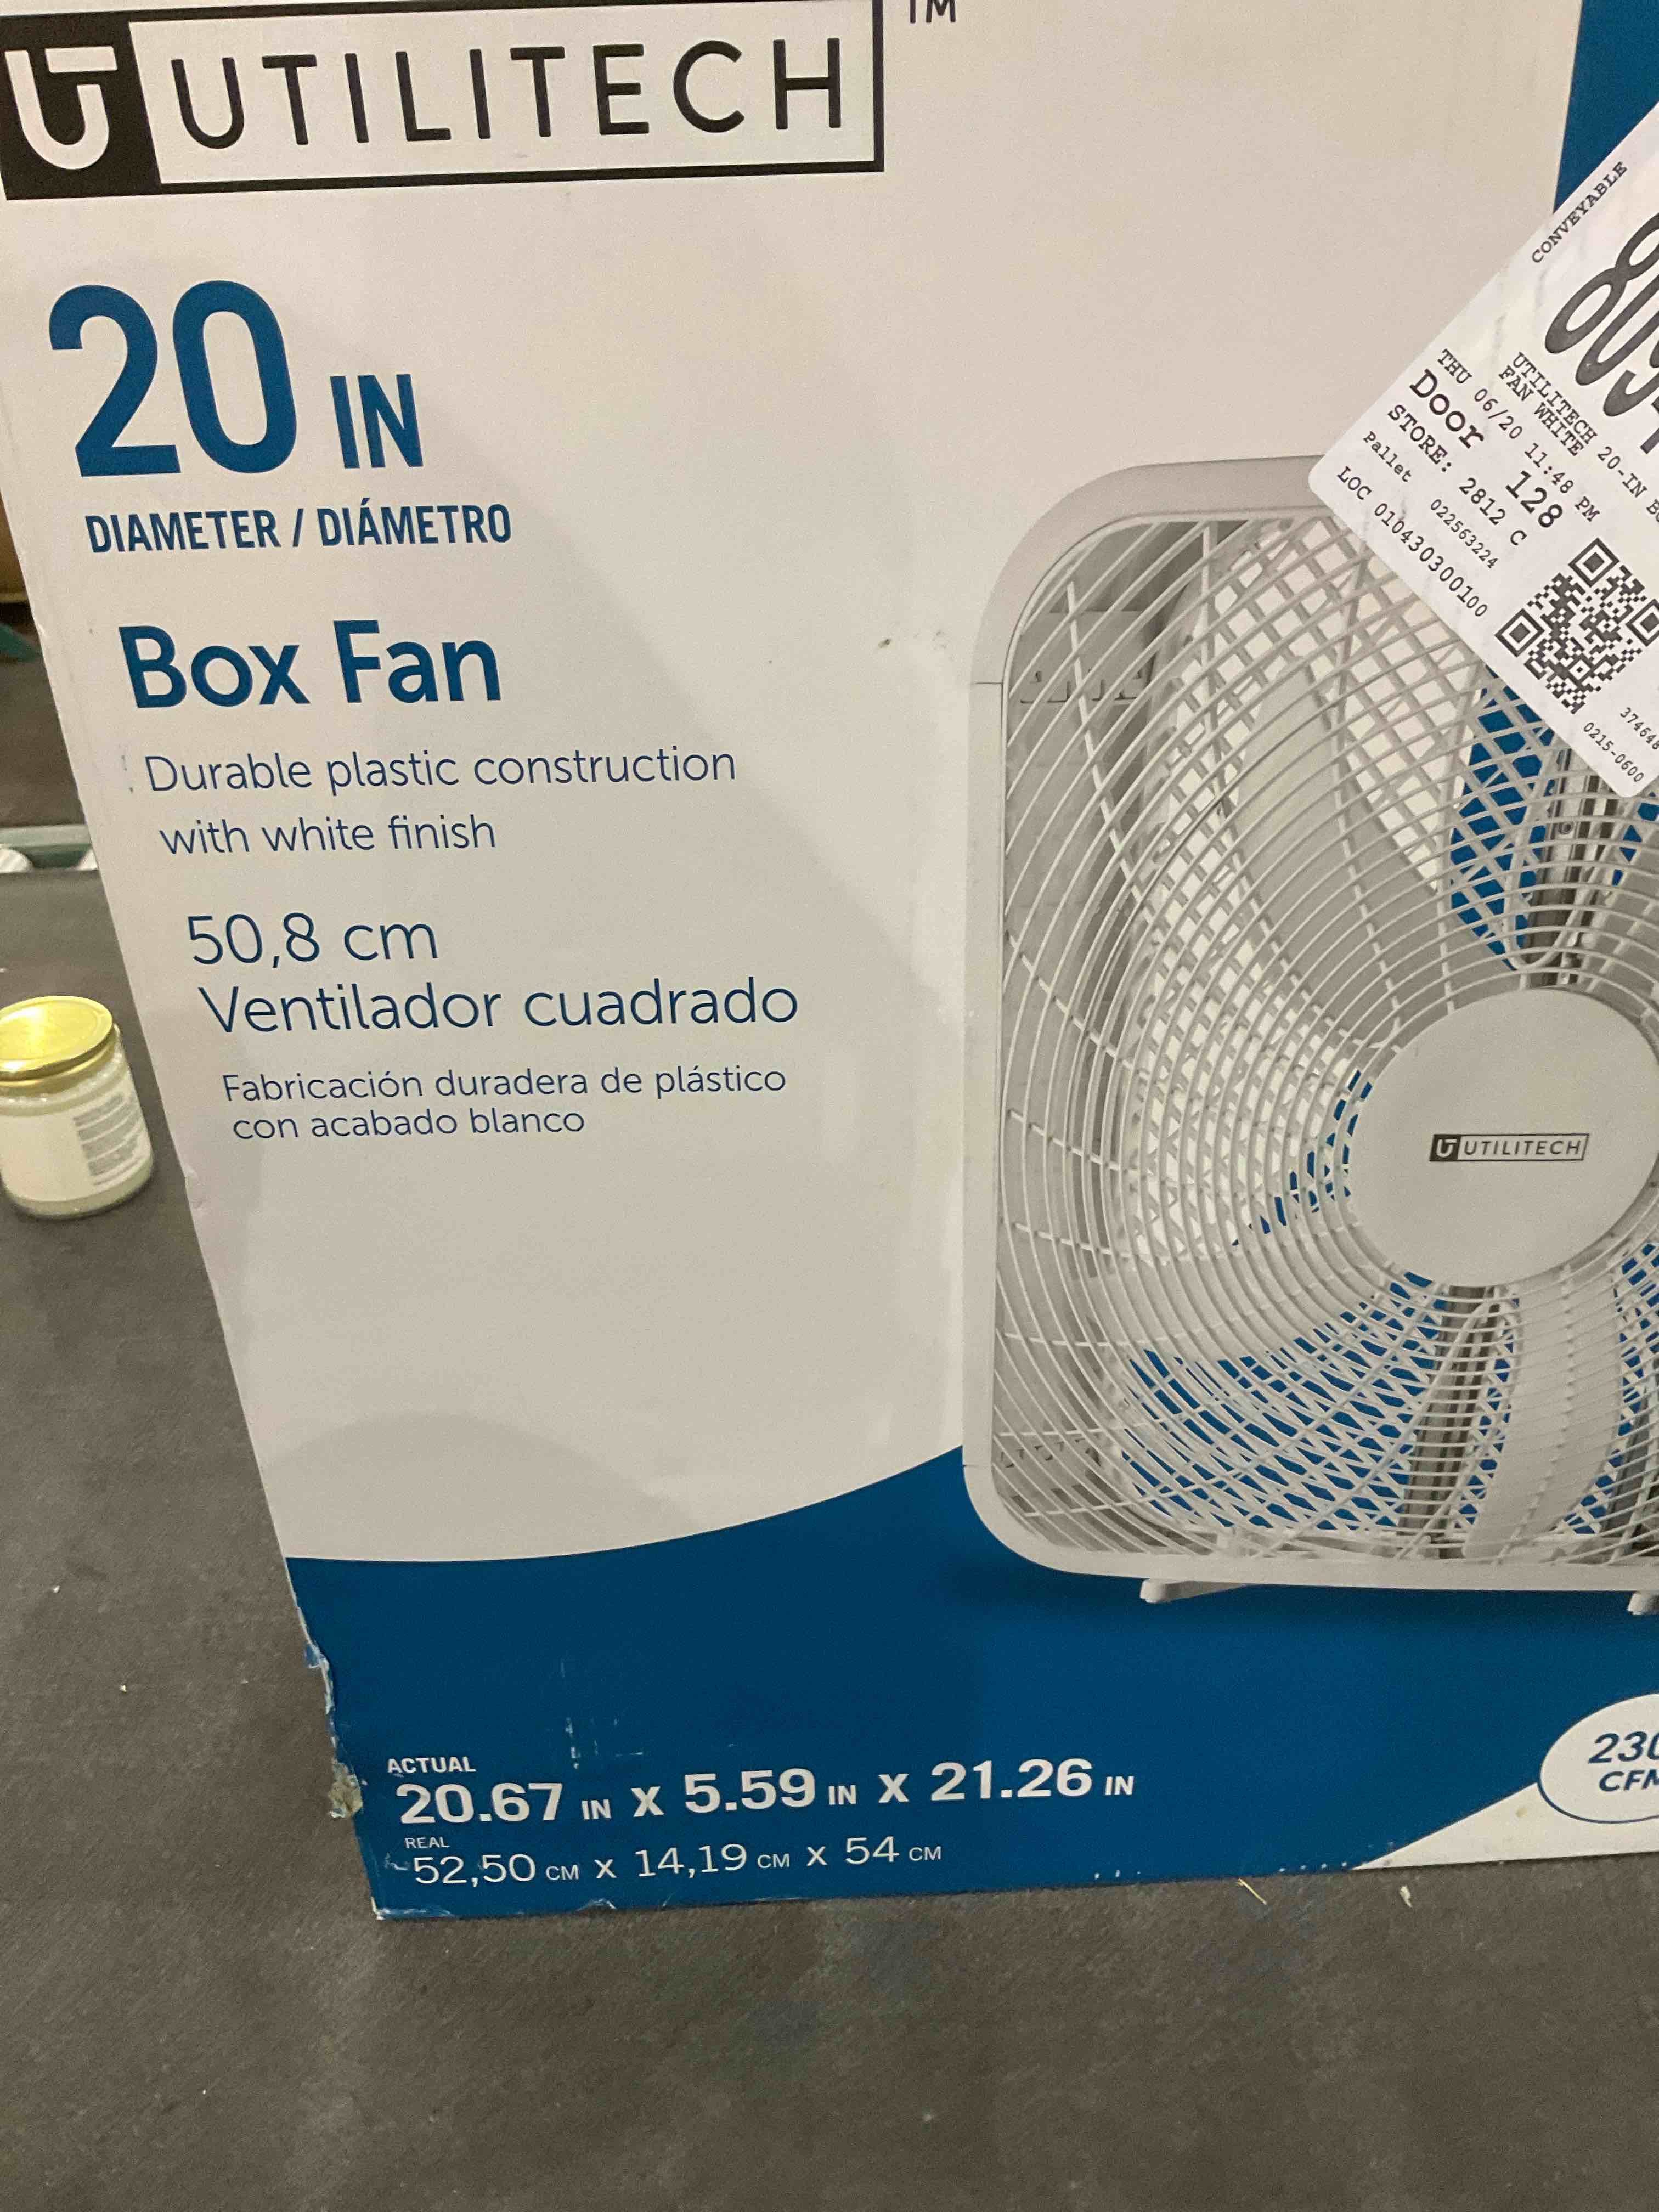 UTILITECH
TM
20 IN
DIAMETER / DIÁMETRO
Box Fan
Durable plastic construction
with white finish
50,8 cm
Ventilador cuadrado
Fabricación duradera de plástico
con acabado blanco
CONVEYABLE
UTILITECH 20-IN
FAN WHITE
THU 06/20 11:48 PM
Door 128
STORE: 2812 C
Pallet 022563224
LOC 010430300100
0215-0600
UTILITECH
ACTUAL
20.67 IN X 5.59 IN X 21.26 IN
REAL
52,50 CM X 14,19 CM X 54 CM